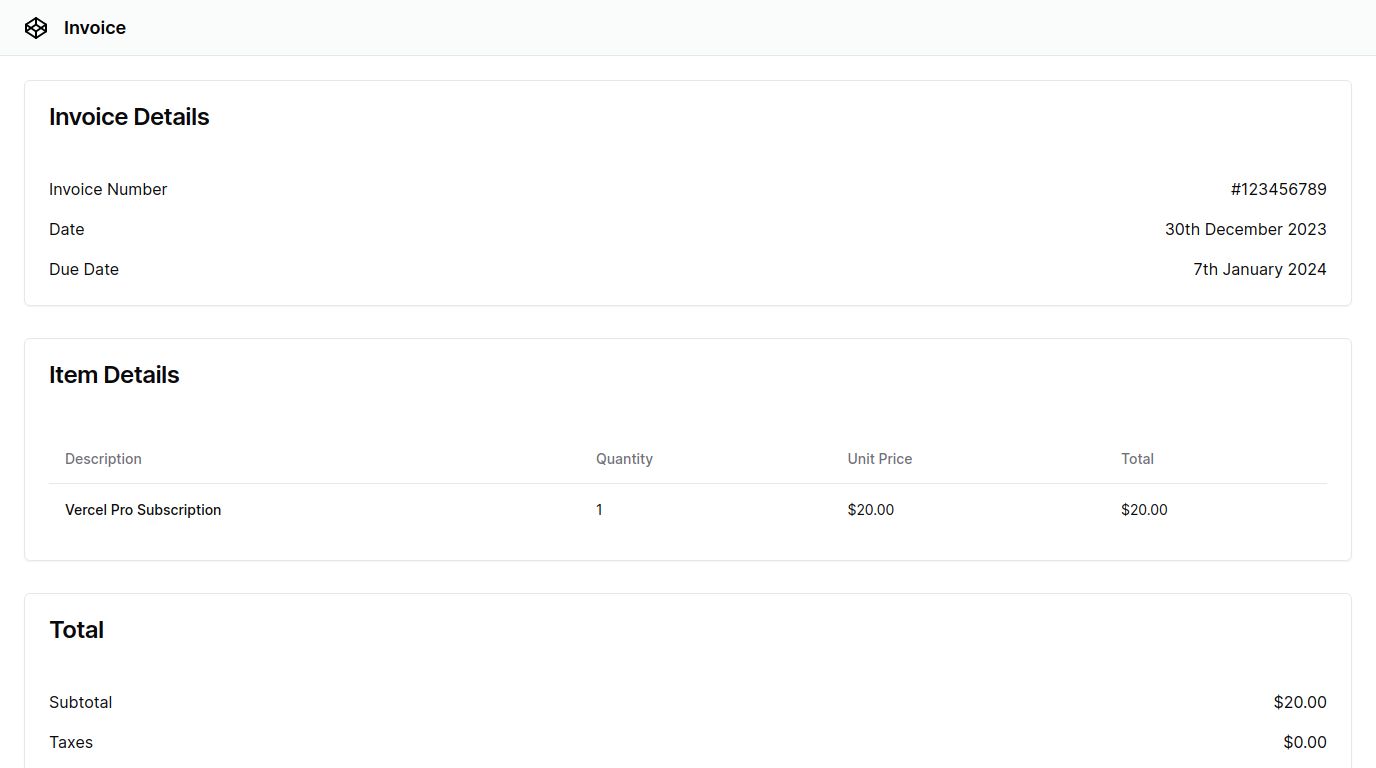 Invoice
Invoice Details
Invoice Number #123456789
Date 30th December 2023
Due Date 7th January 2024
Item Details
Description Quantity Unit Price Total
Vercel Pro Subscription 1 $20.00 $20.00
Total
Subtotal $20.00
Taxes $0.00